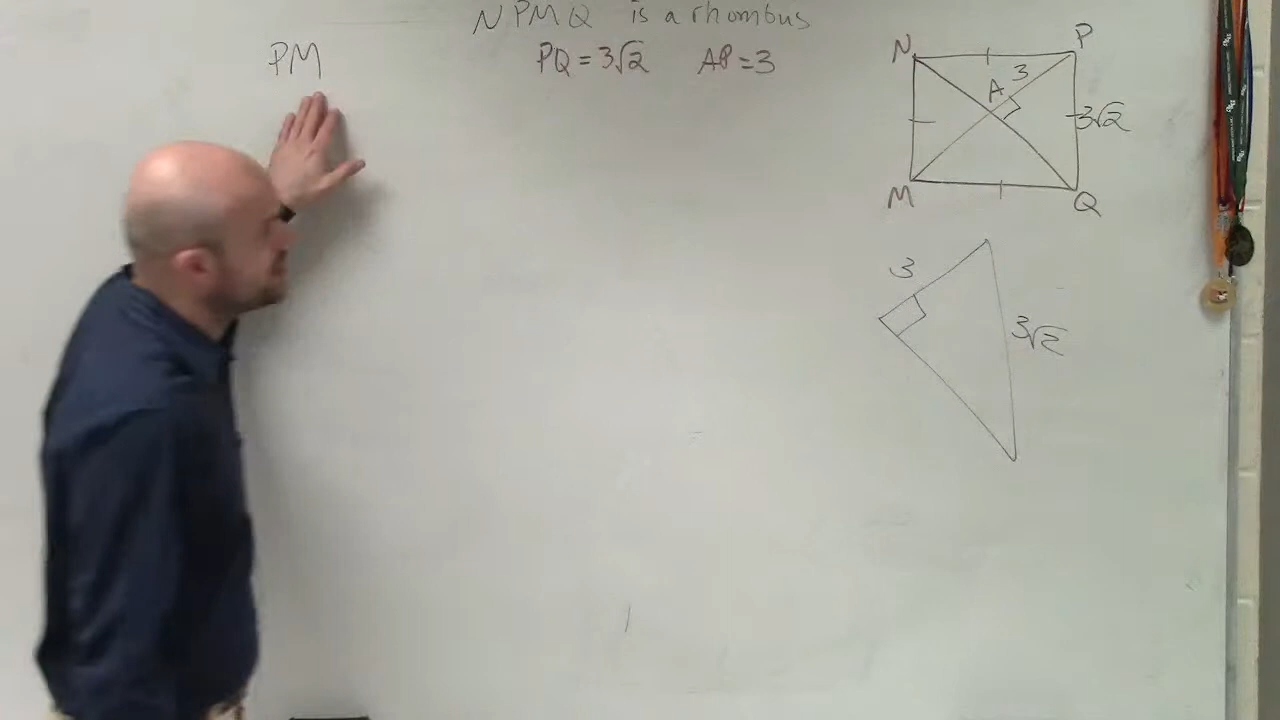 NPMQ is a rhombus
PM
PQ = 3√2 AP = 3
N
P
A
3
3√2
M
Q
3
3√2